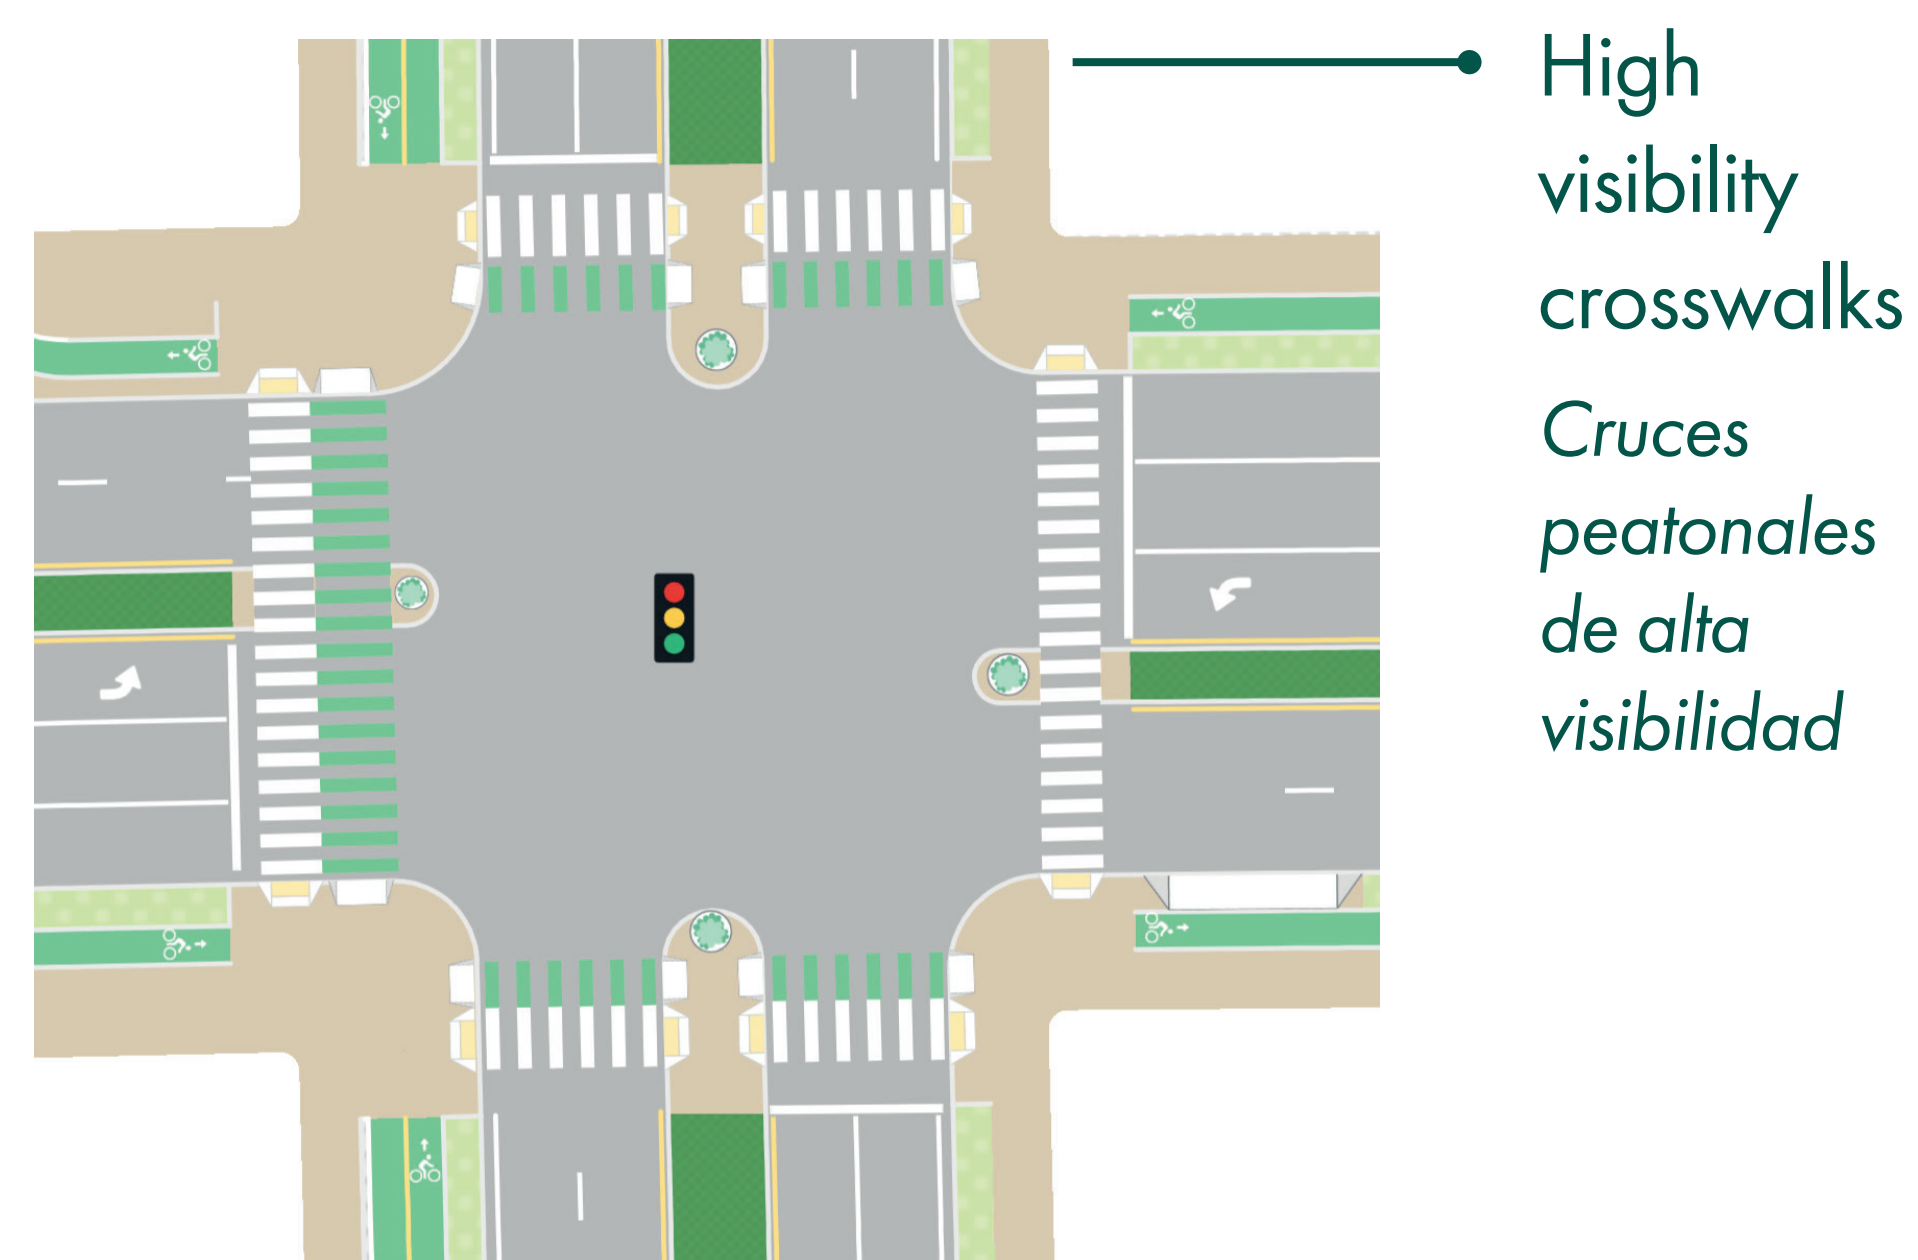 High
visibility
crosswalks
Cruces
peatonales
de alta
visibilidad